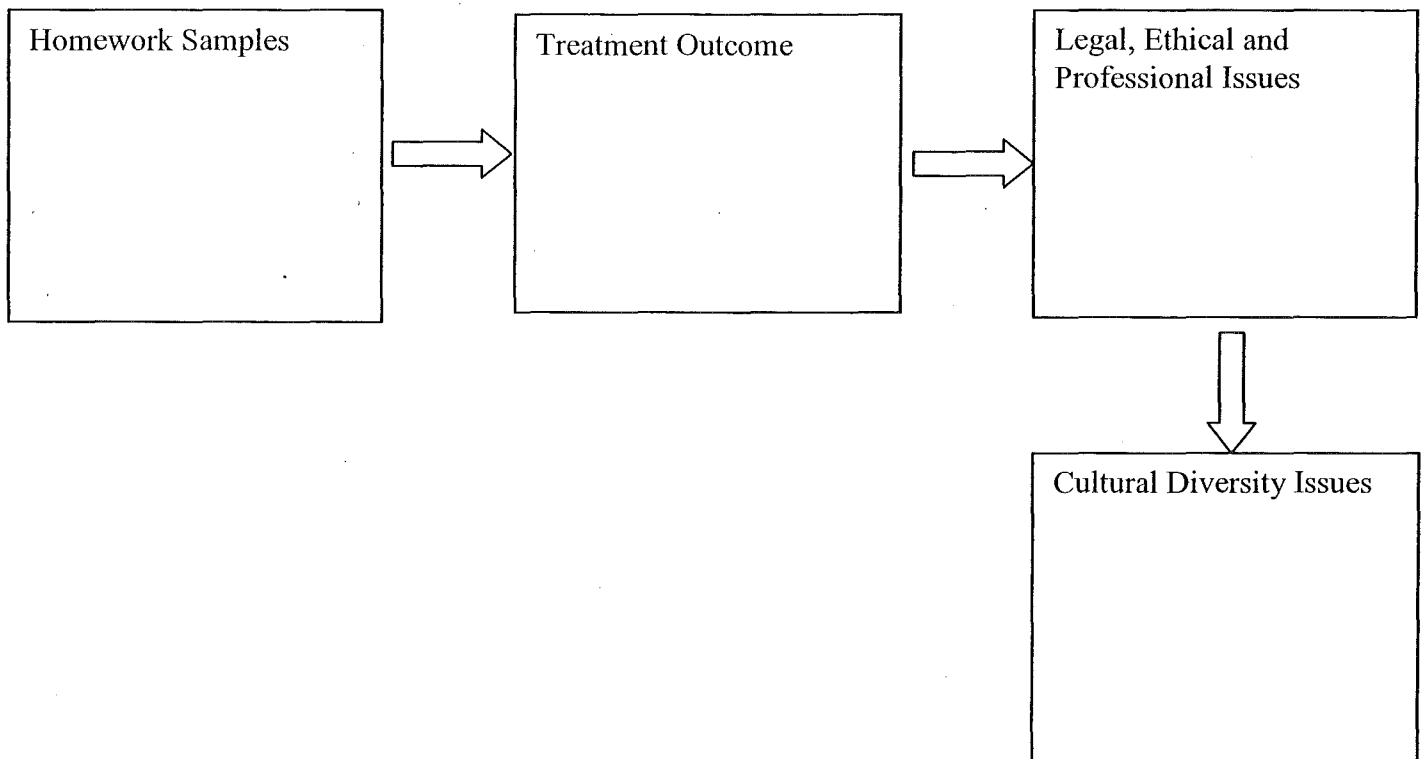 Homework Samples
Treatment Outcome
Legal, Ethical and
Professional Issues
Cultural Diversity Issues